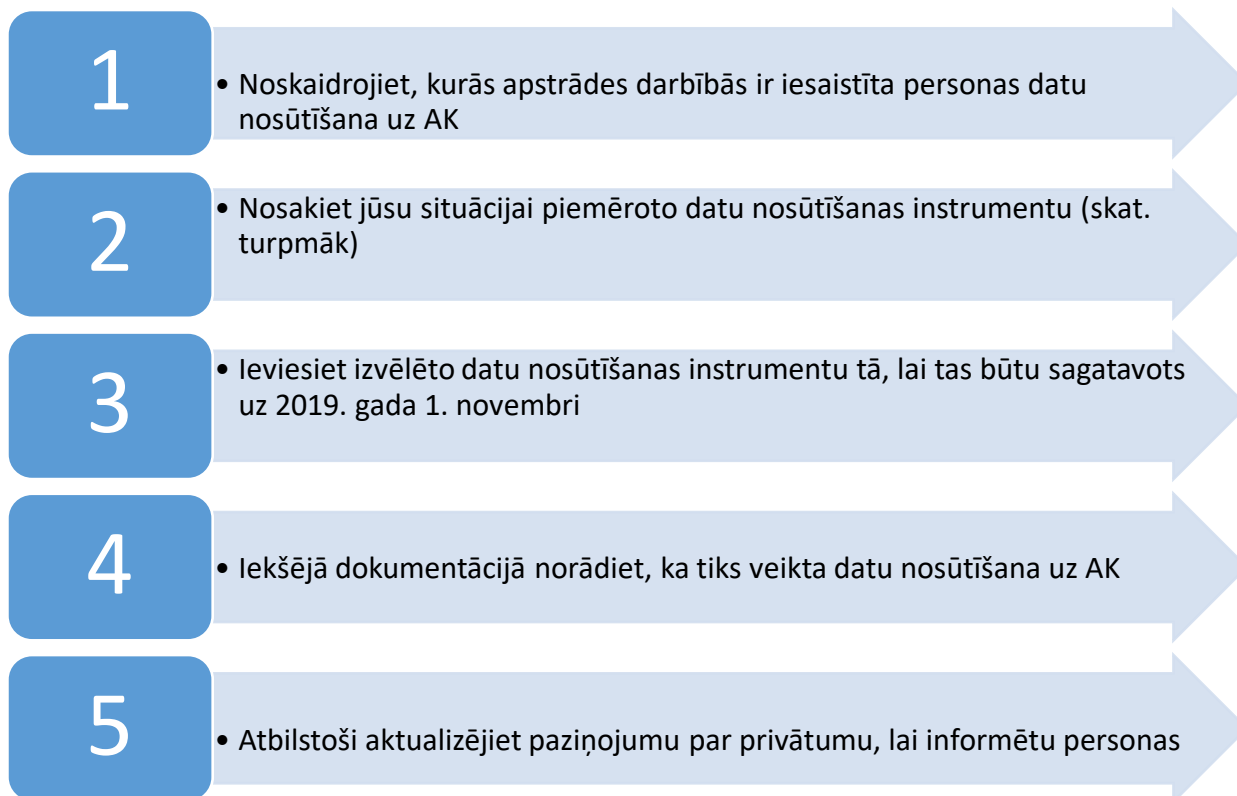 1
• Noskaidrojiet, kurās apstrādes darbībās ir iesaistīta personas datu
nosūtīšana uz AK
2
• Nosakiet jūsu situācijai piemēroto datu nosūtīšanas instrumentu (skat.
turpmāk)
3
• Ieviesiet izvēlēto datu nosūtīšanas instrumentu tā, lai tas būtu sagatavots
uz 2019. gada 1. novembri
4
• Iekšējā dokumentācijā norādiet, ka tiks veikta datu nosūtīšana uz AK
5
• Atbilstoši aktualizējiet paziņojumu par privātumu, lai informētu personas